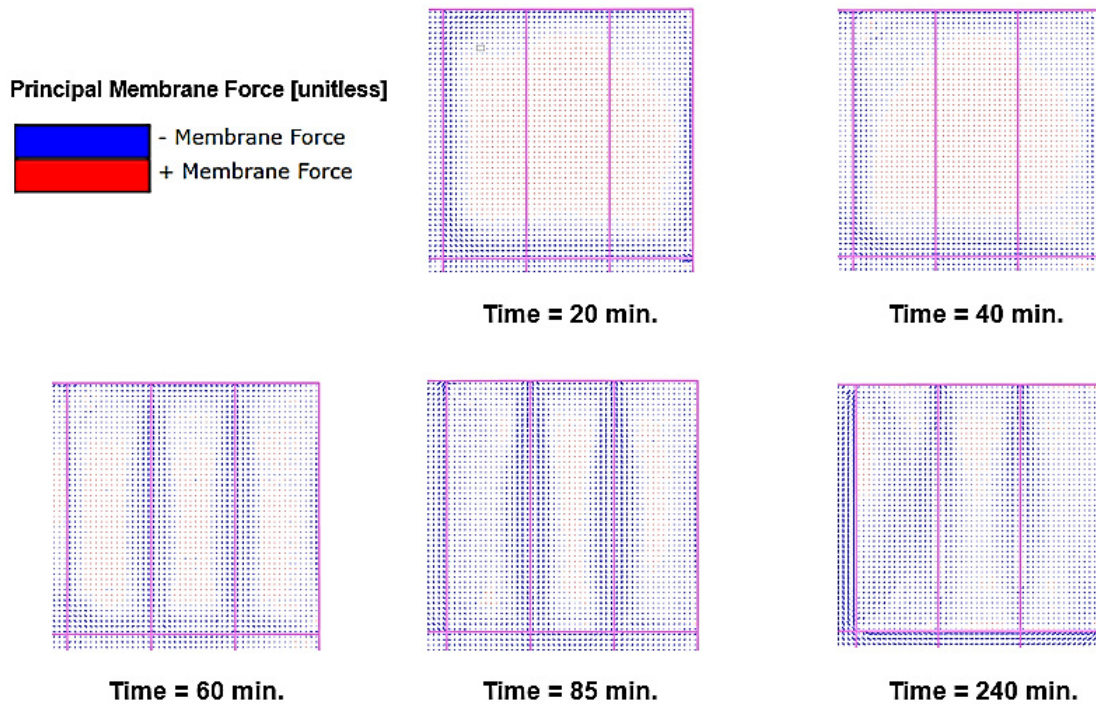 Principal Membrane Force [unitless]
- Membrane Force
+ Membrane Force
Time = 20 min.
Time = 40 min.
Time = 60 min.
Time = 85 min.
Time = 240 min.